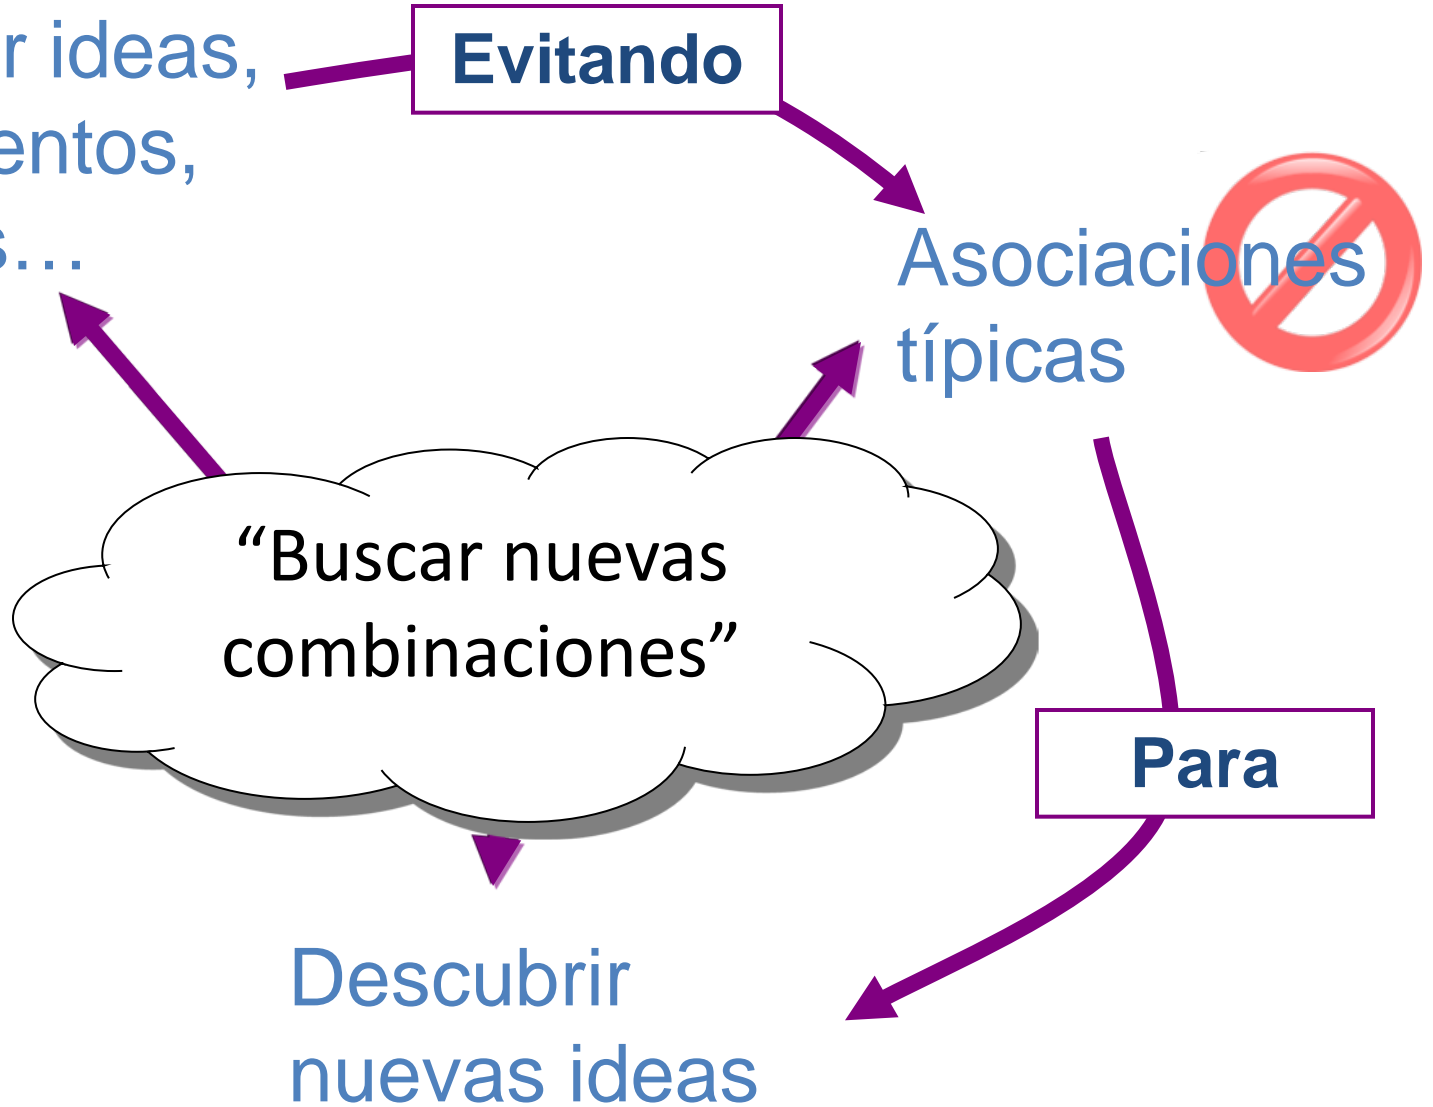 r ideas,
entos,
s…
Evitando
Asociaciones
típicas
“Buscar nuevas
combinaciones”
Para
Descubrir
nuevas ideas